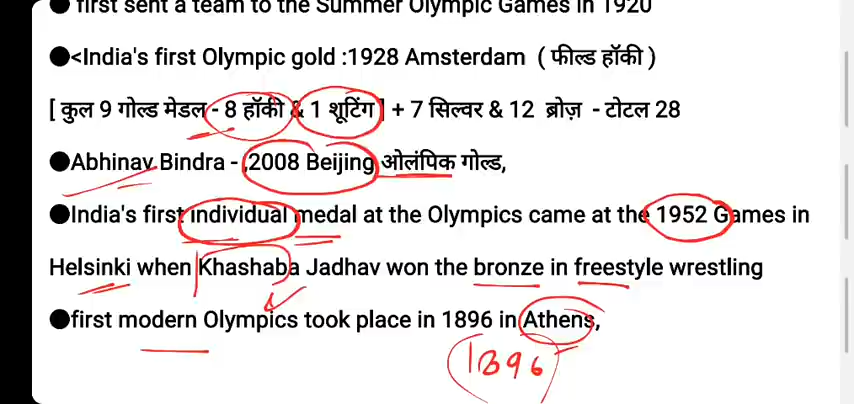 ● first sent a team to the Summer Olympic Games in 1920
●<India's first Olympic gold :1928 Amsterdam ( फील्ड हॉकी )
[ कुल 9 गोल्ड मेडल - 8 हॉकी & 1 शूटिंग ] + 7 सिल्वर & 12 ब्रोज़ - टोटल 28
●Abhinav Bindra - ,2008 Beijing ओलंपिक गोल्ड,
●India's first individual medal at the Olympics came at the 1952 Games in
Helsinki when Khashaba Jadhav won the bronze in freestyle wrestling
●first modern Olympics took place in 1896 in Athens,
1896